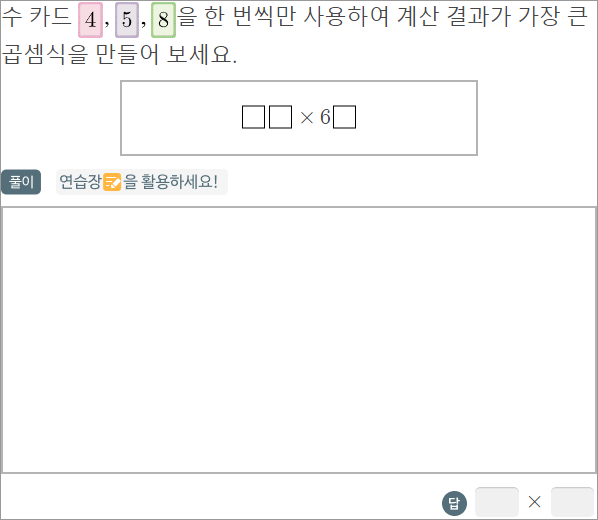 수 카드 4, 5, 8을 한 번씩만 사용하여 계산 결과가 가장 큰
곱셈식을 만들어 보세요.
□□ × 6□
풀이 연습장을 활용하세요!
답 ×